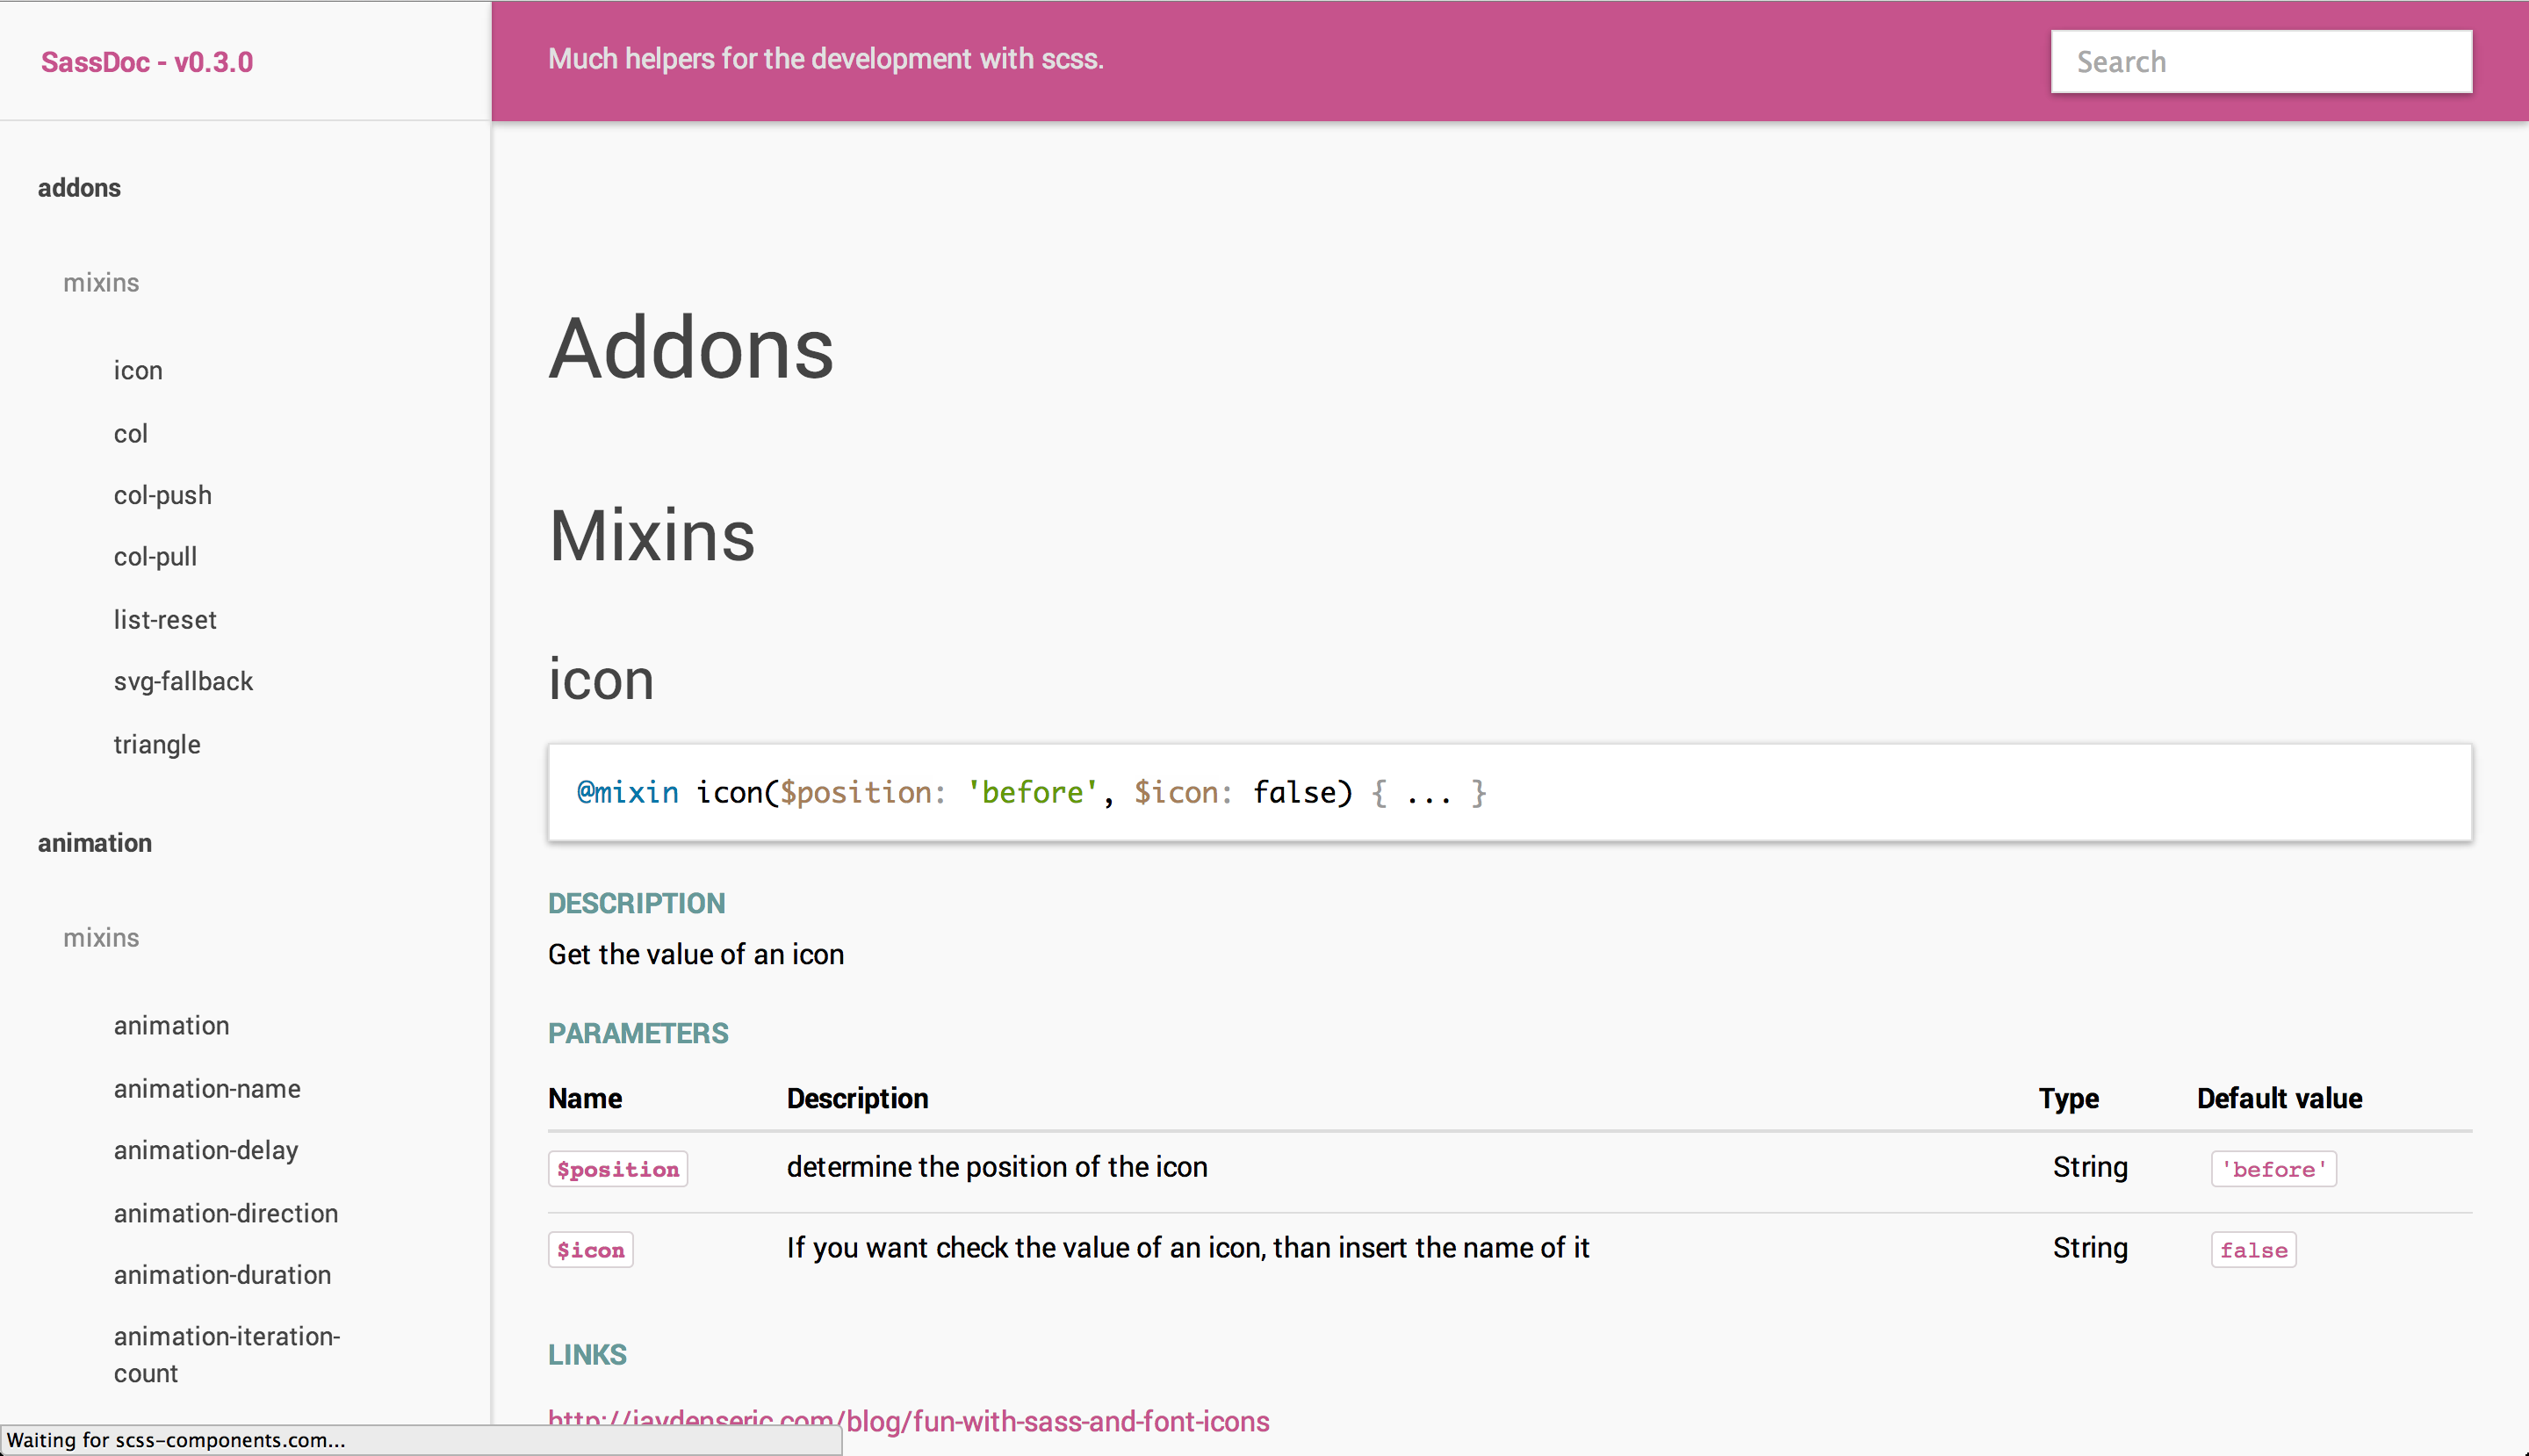 SassDoc - v0.3.0
Much helpers for the development with scss.
Search
addons
mixins
icon
col
col-push
col-pull
list-reset
svg-fallback
triangle
animation
mixins
animation
animation-name
animation-delay
animation-direction
animation-duration
animation-iteration-
count
Addons
Mixins
icon
@mixin icon($position: 'before', $icon: false) { ... }
DESCRIPTION
Get the value of an icon
PARAMETERS
Name Description Type Default value
$position determine the position of the icon String 'before'
$icon If you want check the value of an icon, than insert the name of it String false
LINKS
http://jaydenseric.com/blog/fun-with-sass-and-font-icons
Waiting for scss-components.com...